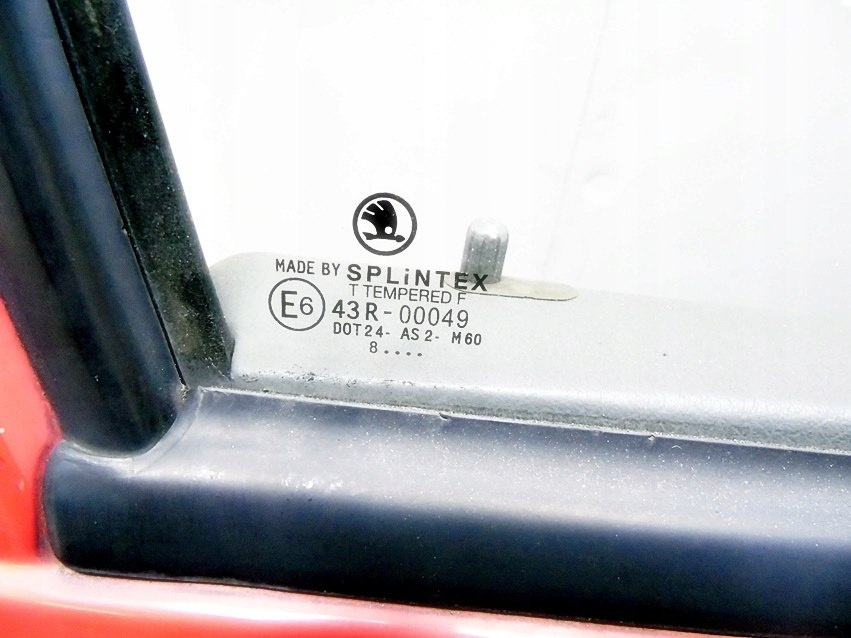 MADE BY SPLiNTEX
T TEMPERED F
E6 43R-00049
DOT24- AS2- M60
8....